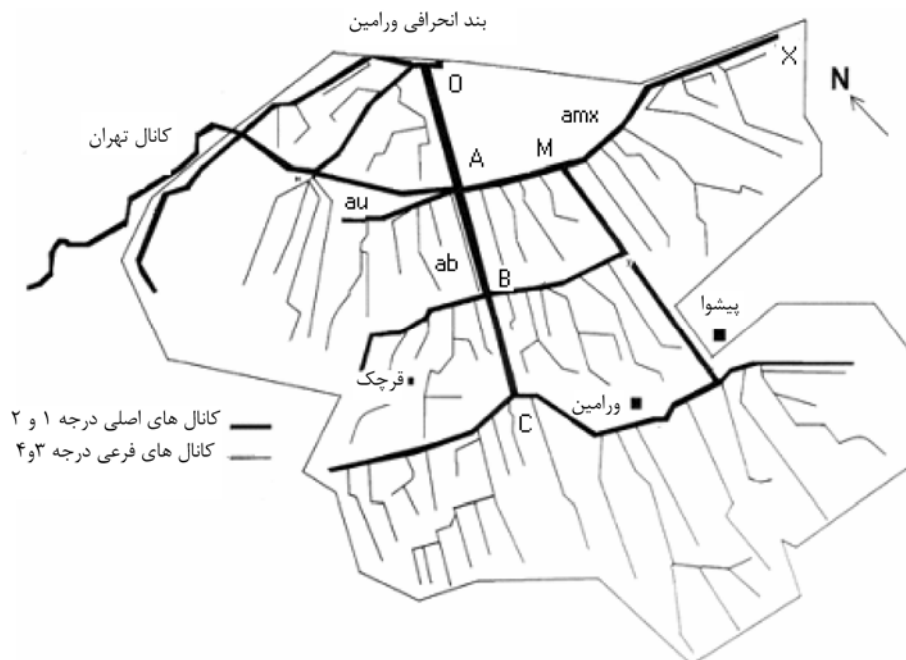 بند انحرافی ورامین
O
X
N
amx
کانال تهران
A
M
au
ab
B
پیشوا
قرچک
ورامین
C
کانال های اصلی درجه ۱ و ۲
کانال های فرعی درجه ۳و۴